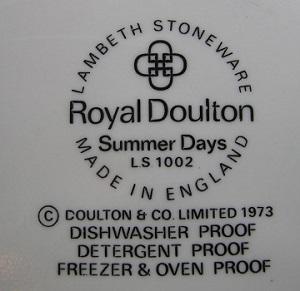 LAMBETH STONEWARE
Royal Doulton
Summer Days
LS 1002
MADE IN ENGLAND
© DOULTON & CO. LIMITED 1973
DISHWASHER PROOF
DETERGENT PROOF
FREEZER & OVEN PROOF